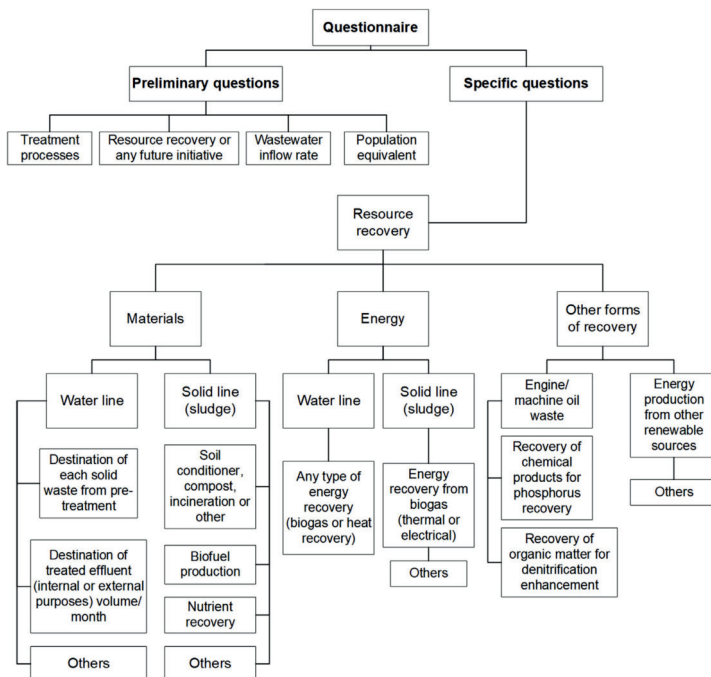 Questionnaire
Preliminary questions
Specific questions
Treatment
processes
Resource recovery or
any future initiative
Wastewater
inflow rate
Population
equivalent
Resource
recovery
Materials
Energy
Other forms
of recovery
Water line
Solid line
(sludge)
Water line
Solid line
(sludge)
Engine/
machine oil
waste
Energy
production
from other
renewable
sources
Destination of
each solid
waste from pre-
treatment
Soil
conditioner,
compost,
incineration or
other
Any type of
energy
recovery
(biogas or heat
recovery)
Energy
recovery from
biogas
(thermal or
electrical)
Recovery of
chemical
products for
phosphorus
recovery
Others
Destination of
treated effluent
(internal or external
purposes) volume/
month
Biofuel
production
Others
Recovery of
organic matter for
denitrification
enhancement
Nutrient
recovery
Others
Others